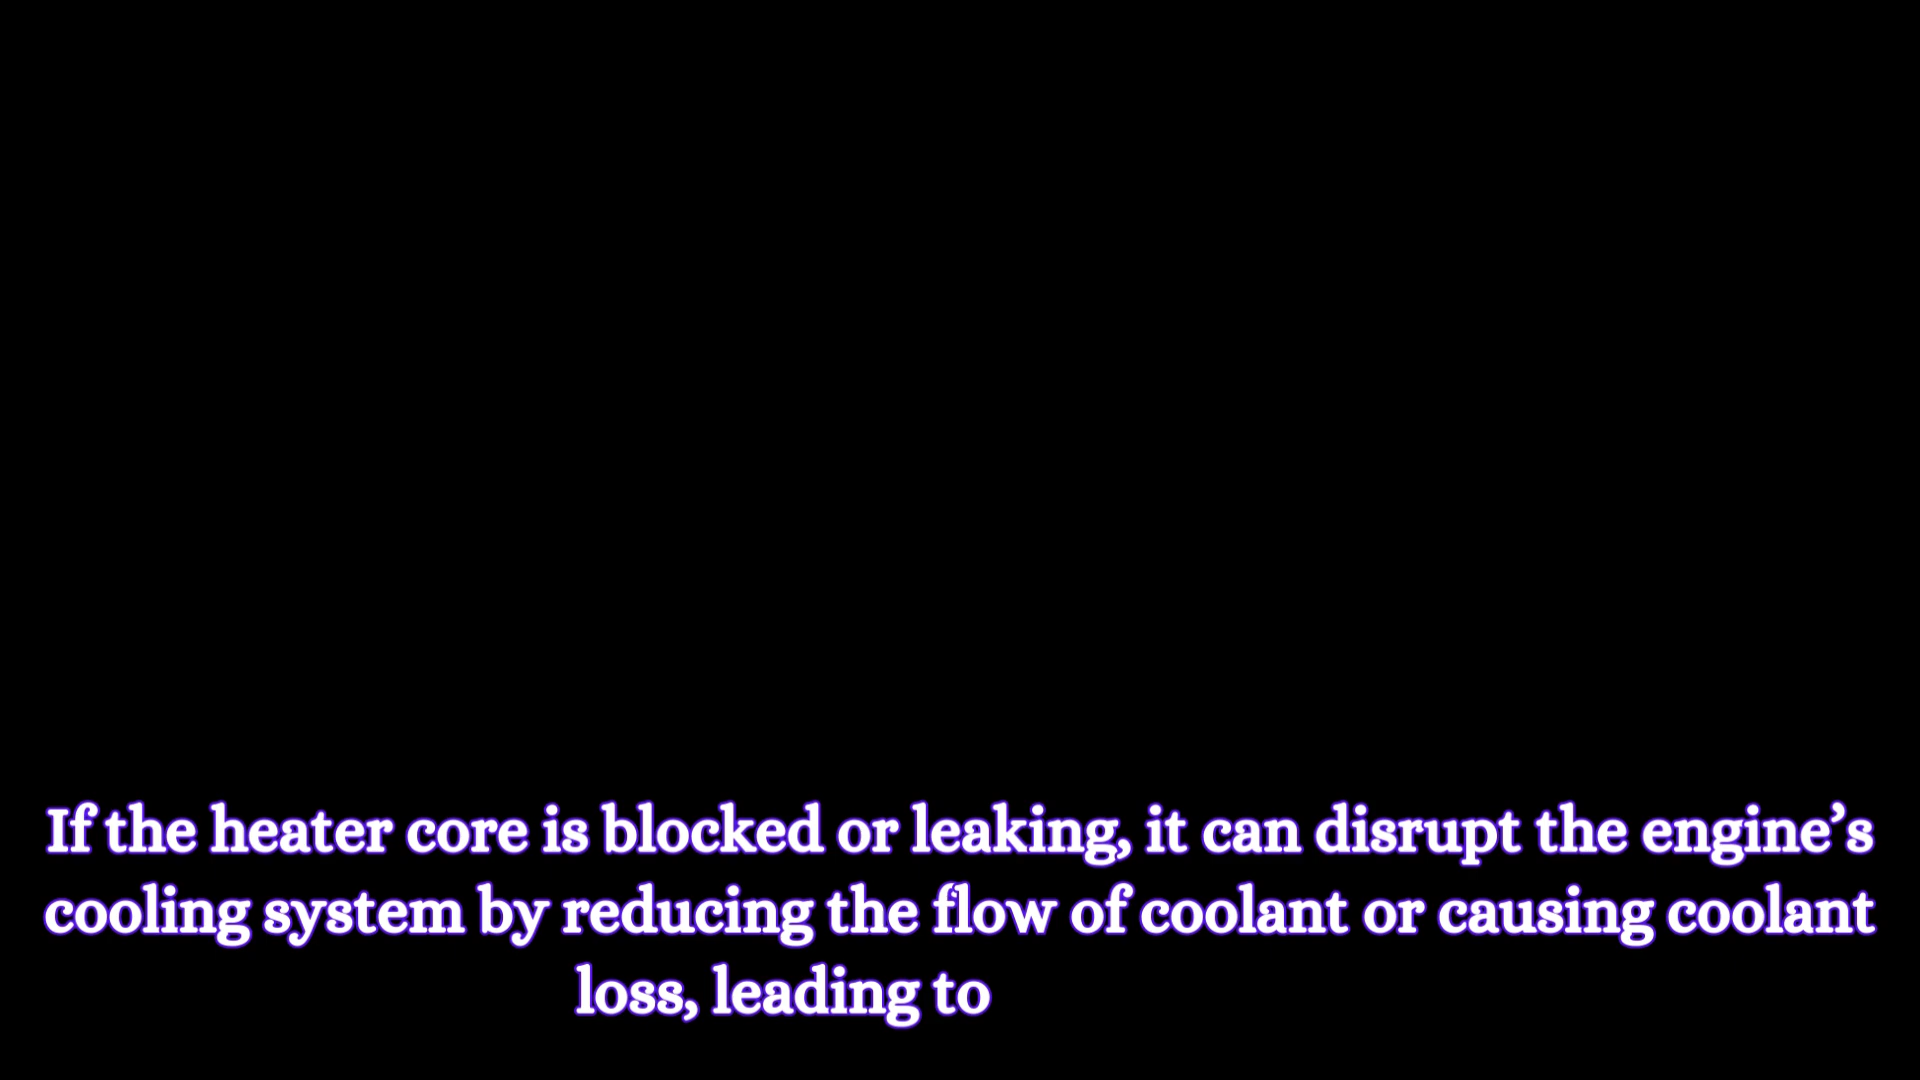 If the heater core is blocked or leaking, it can disrupt the engine’s
cooling system by reducing the flow of coolant or causing coolant
loss, leading to